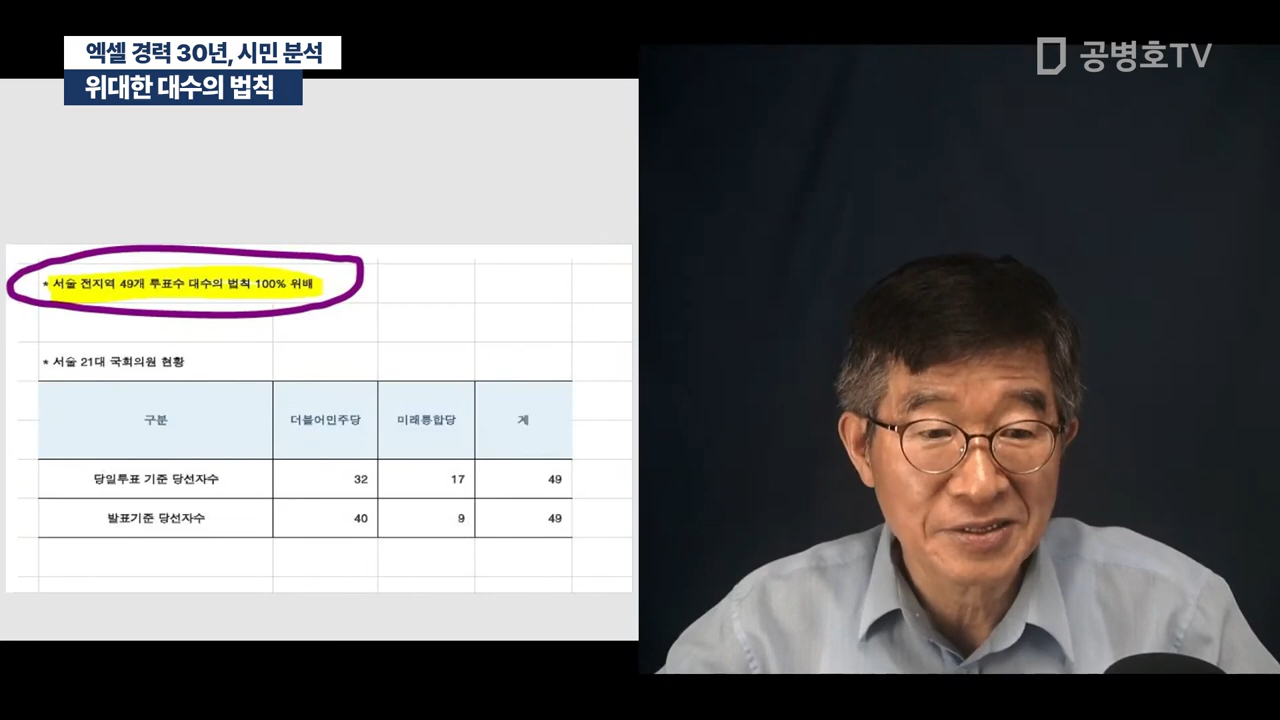 엑셀 경력 30년, 시민 분석
위대한 대수의 법칙
공병호TV
* 서울 전지역 49개 투표수 대수의 법칙 100% 위배
* 서울 21대 국회의원 현황
구분 더불어민주당 미래통합당 계
당일투표 기준 당선자수 32 17 49
발표기준 당선자수 40 9 49